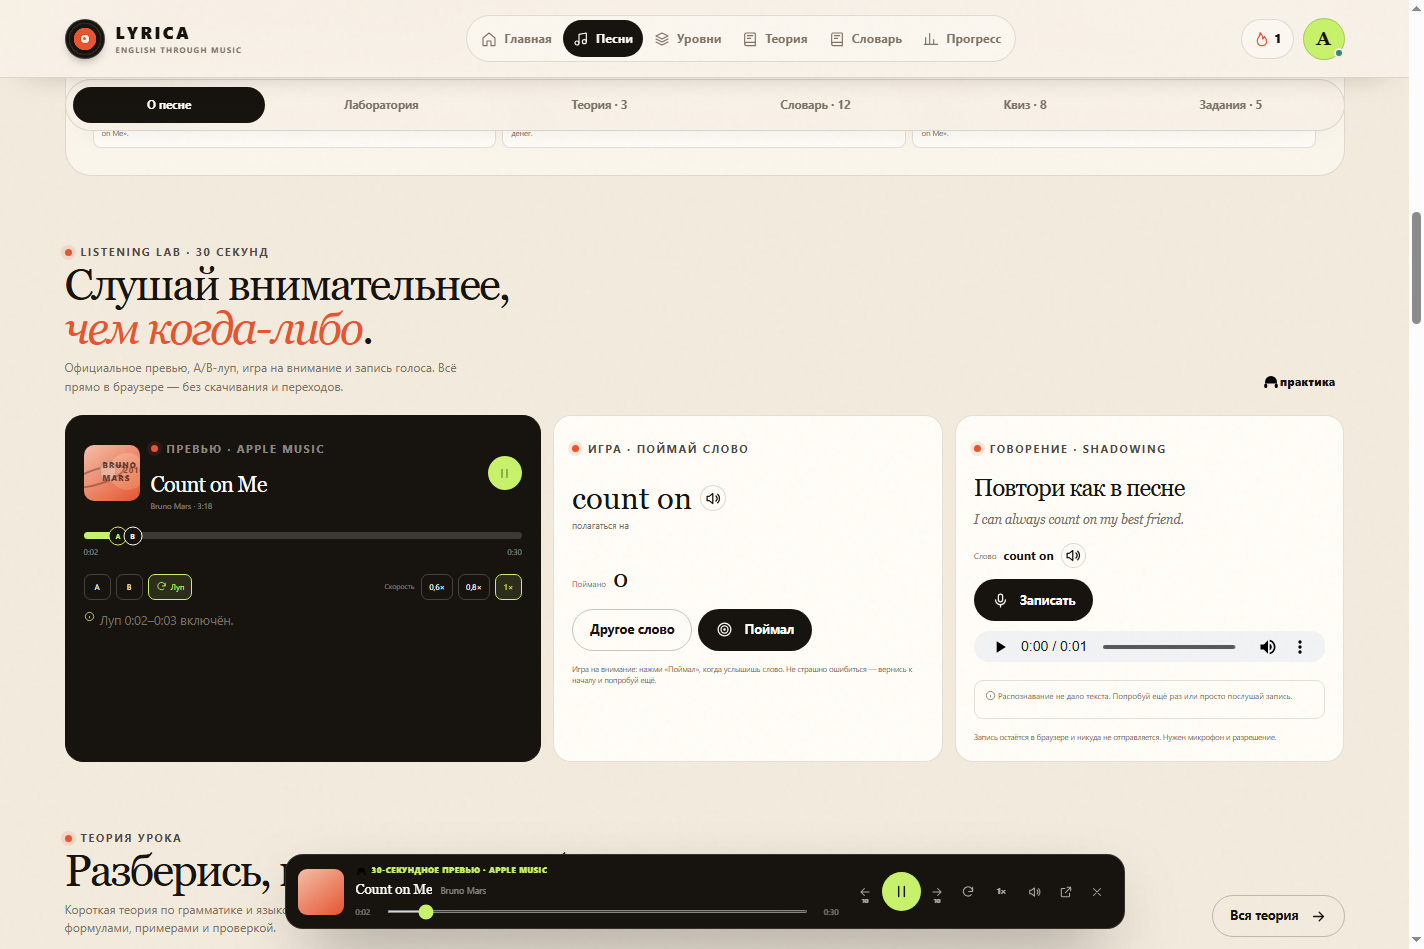 LYRICA
ENGLISH THROUGH MUSIC
Главная
Песни
Уровни
Теория
Словарь
Прогресс
1
A
О песне
Лаборатория
Теория · 3
Словарь · 12
Квиз · 8
Задания · 5
on Me».
денег.
on Me».
LISTENING LAB · 30 СЕКУНД
Слушай внимательнее,
чем когда-либо.
Официальное превью, A/B-луп, игра на внимание и запись голоса. Всё
прямо в браузере — без скачивания и переходов.
практика
BRUNO
MARS
ПРЕВЬЮ · APPLE MUSIC
Count on Me
Bruno Mars · 3:18
A
B
0:02
0:30
A
B
Луп
Скорость
0,6×
0,8×
1×
Луп 0:02–0:03 включён.
ИГРА · ПОЙМАЙ СЛОВО
count on
полагаться на
Поймано 0
Другое слово
Поймал
Игра на внимание: нажми «Поймал», когда услышишь слово. Не страшно ошибиться — вернись к
началу и попробуй ещё.
ГОВОРЕНИЕ · SHADOWING
Повтори как в песне
I can always count on my best friend.
Слово count on
Записать
0:00 / 0:01
Распознавание не дало текста. Попробуй ещё раз или просто послушай запись.
Запись остаётся в браузере и никуда не отправляется. Нужен микрофон и разрешение.
ТЕОРИЯ УРОКА
Разберись,
Короткая теория по грамматике и
формулами, примерами и проверкой.
Вся теория
30-СЕКУНДНОЕ ПРЕВЬЮ · APPLE MUSIC
Count on Me Bruno Mars
0:02
0:30
10
10
1×